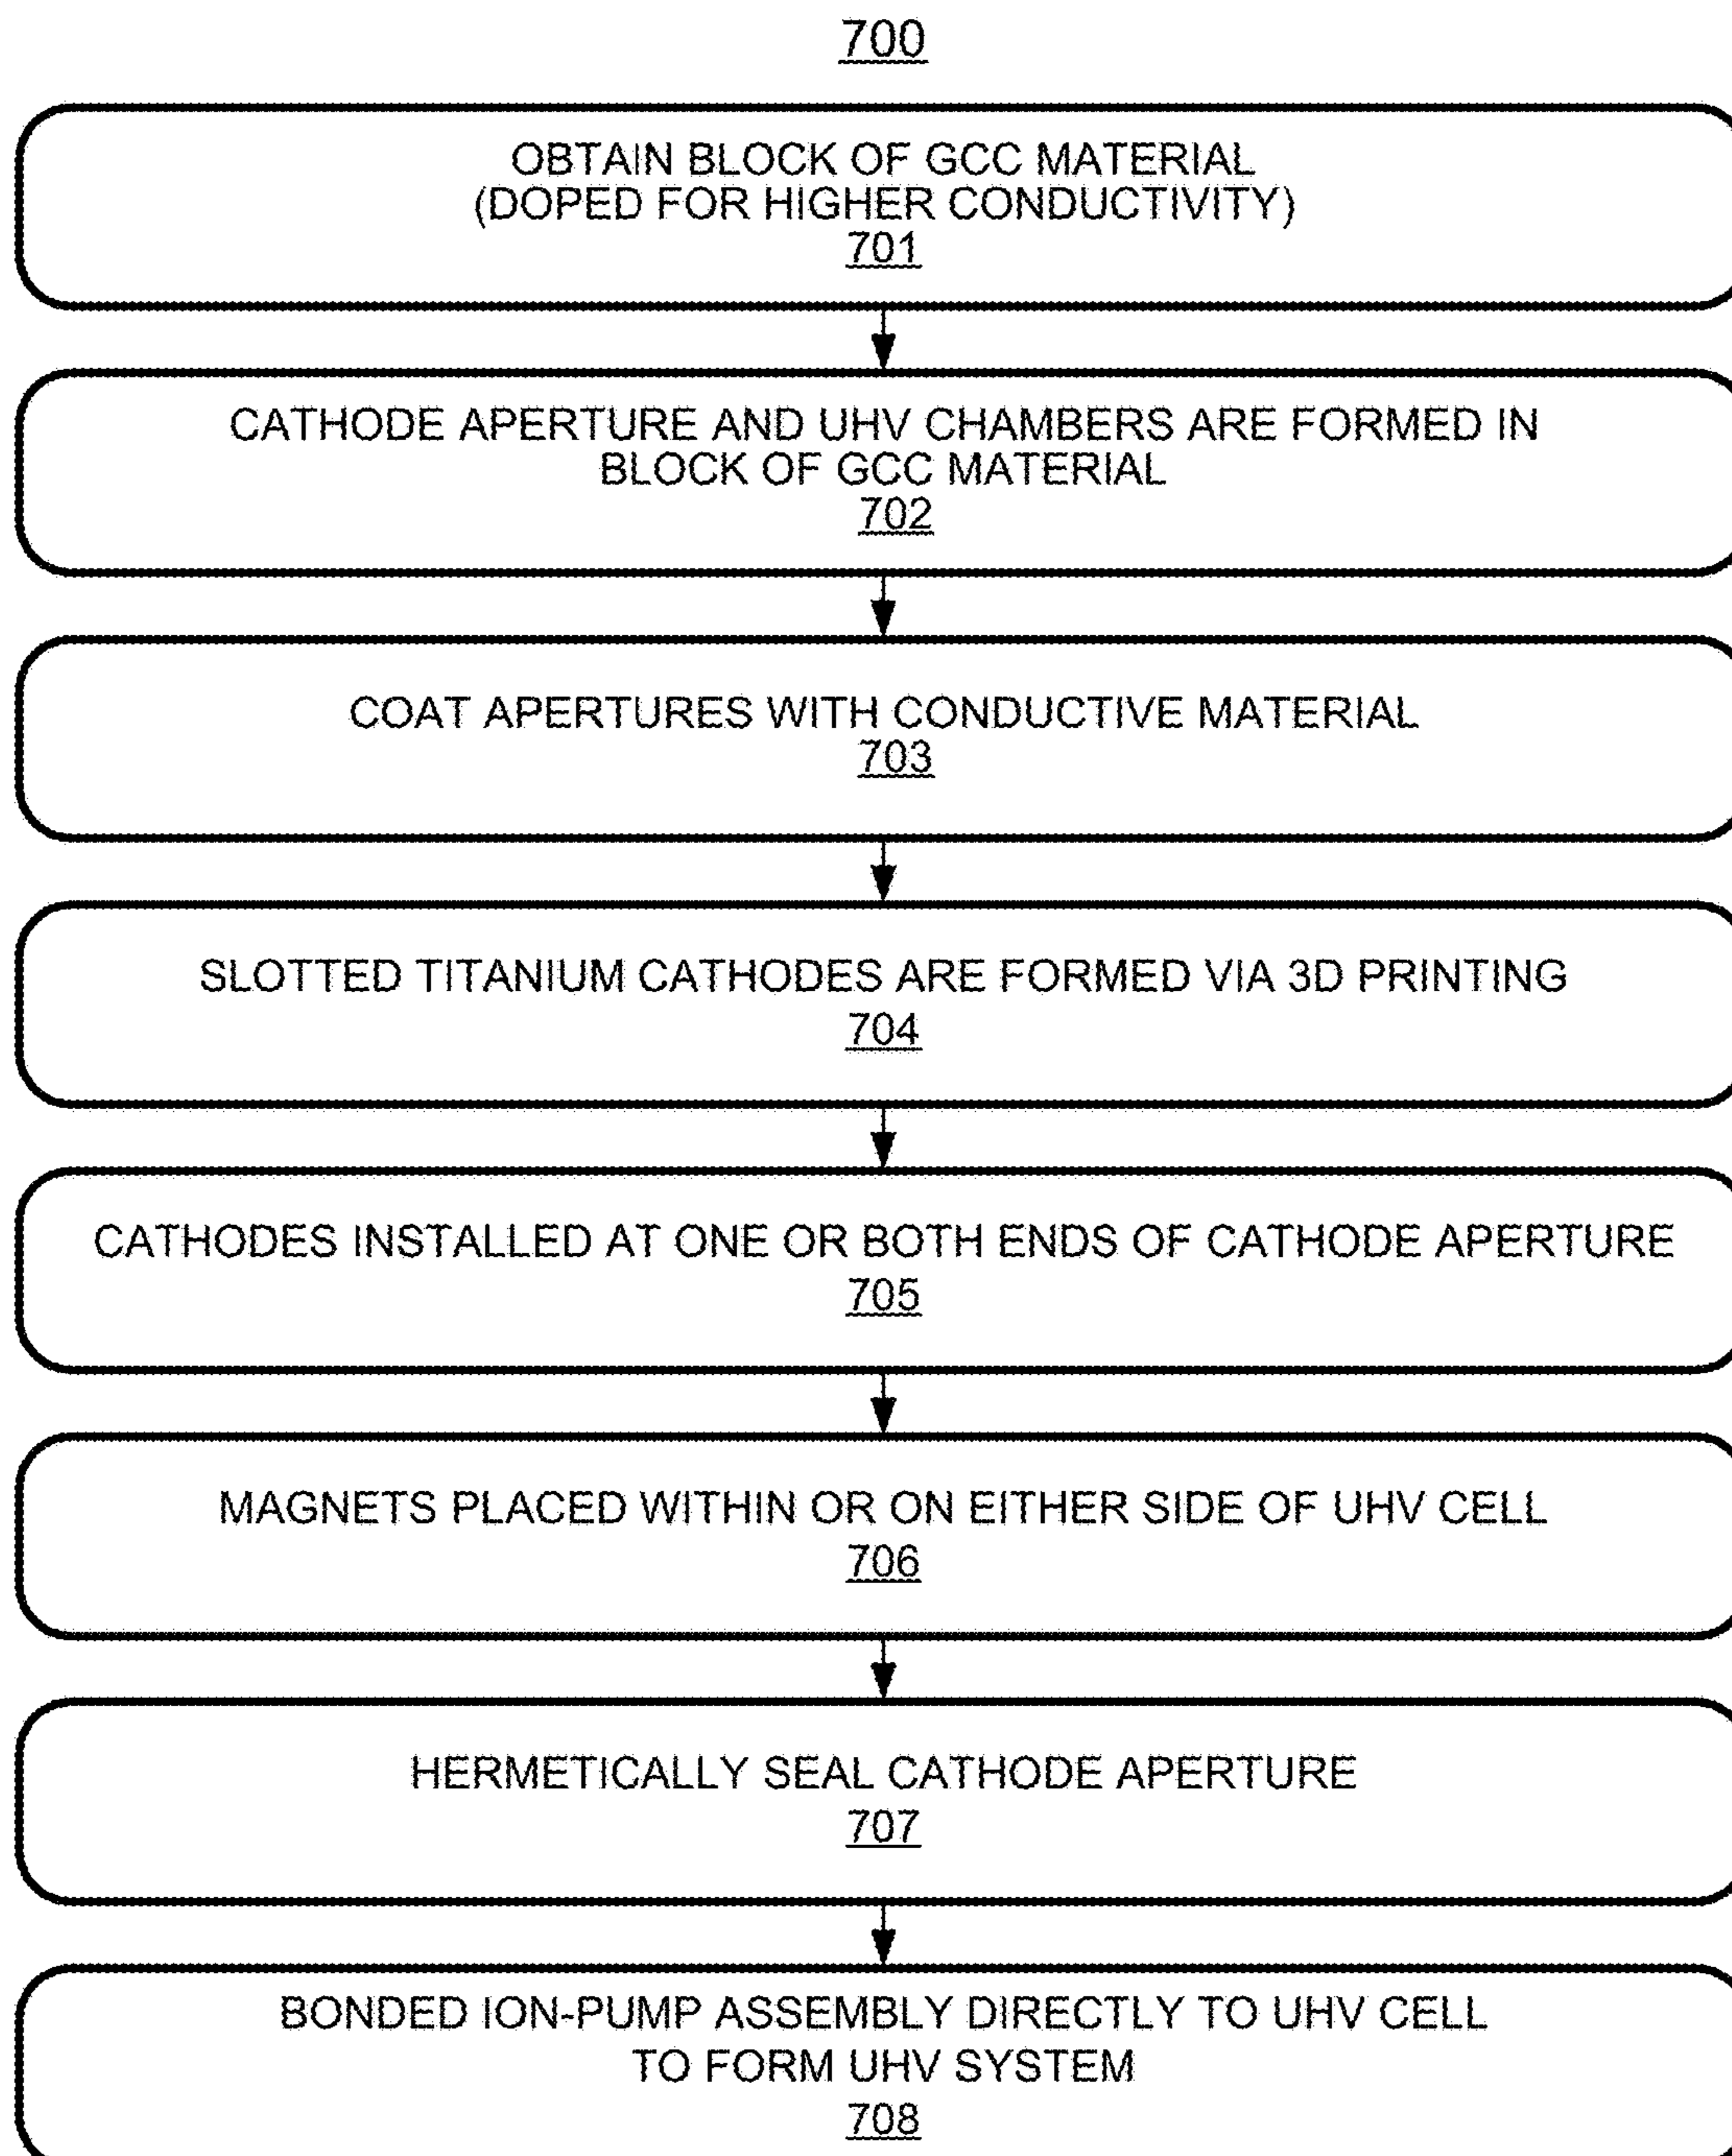 700
OBTAIN BLOCK OF GCC MATERIAL
(DOPED FOR HIGHER CONDUCTIVITY)
701
CATHODE APERTURE AND UHV CHAMBERS ARE FORMED IN
BLOCK OF GCC MATERIAL
702
COAT APERTURES WITH CONDUCTIVE MATERIAL
703
SLOTTED TITANIUM CATHODES ARE FORMED VIA 3D PRINTING
704
CATHODES INSTALLED AT ONE OR BOTH ENDS OF CATHODE APERTURE
705
MAGNETS PLACED WITHIN OR ON EITHER SIDE OF UHV CELL
706
HERMETICALLY SEAL CATHODE APERTURE
707
BONDED ION-PUMP ASSEMBLY DIRECTLY TO UHV CELL
TO FORM UHV SYSTEM
708